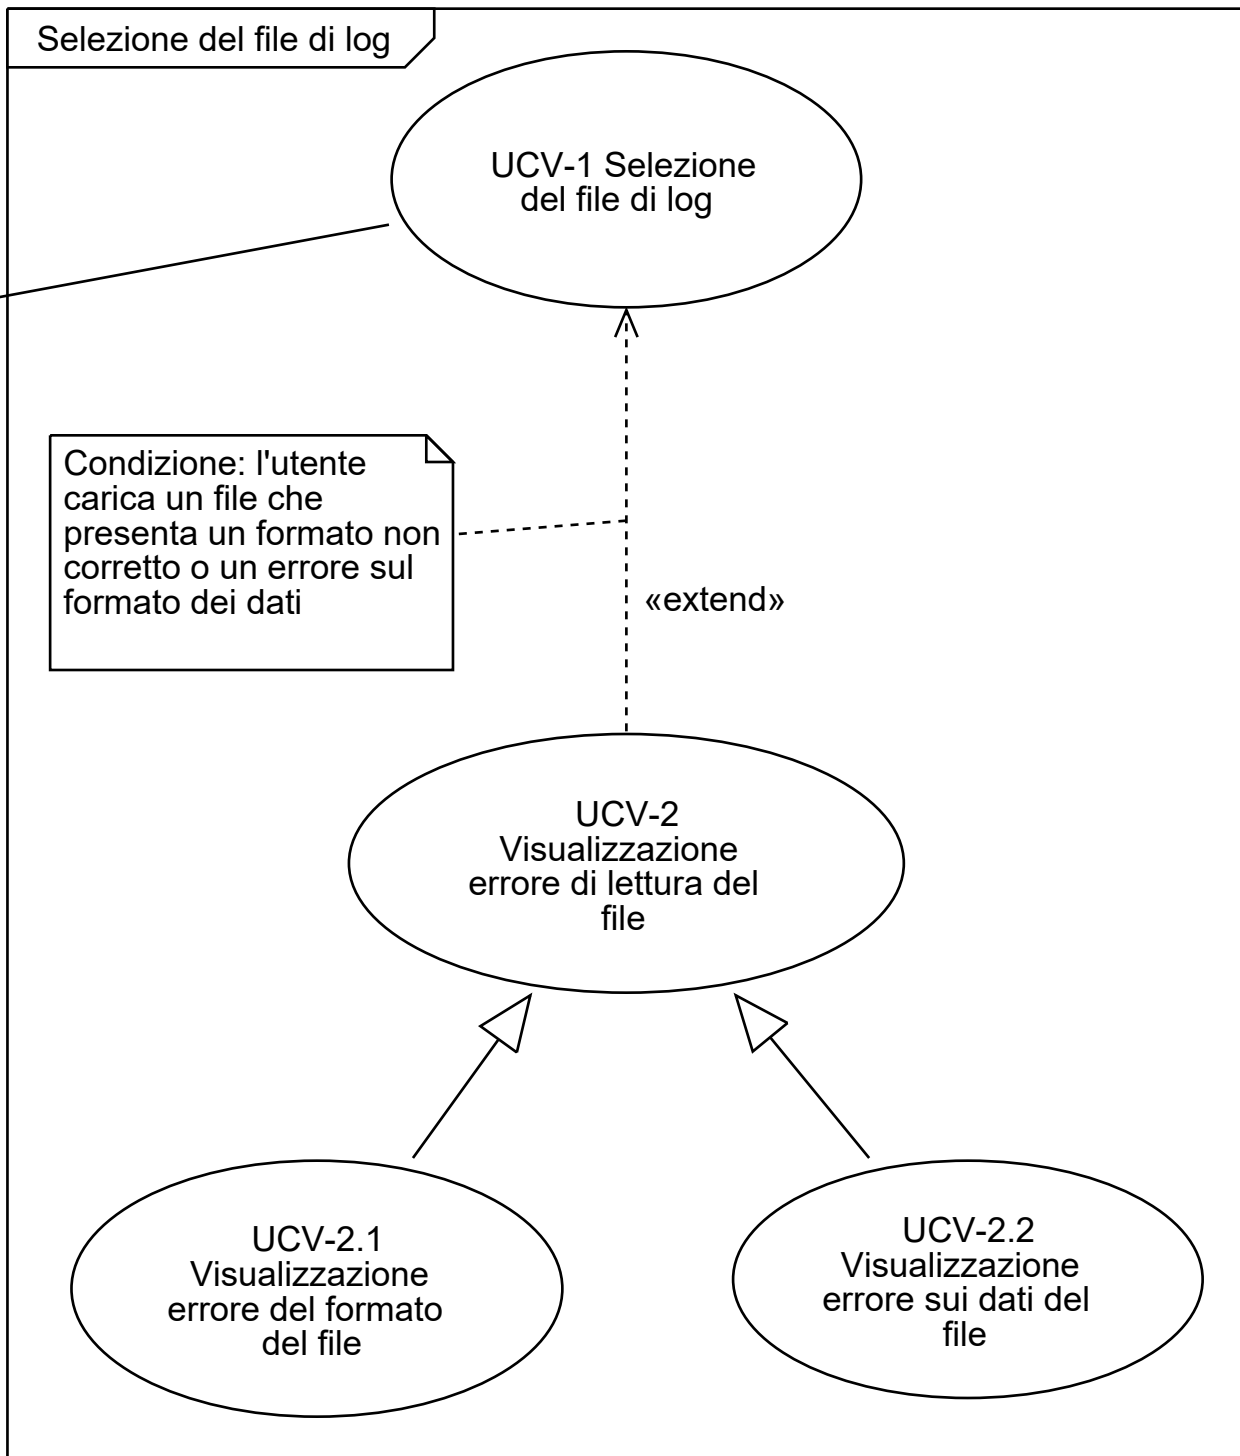 Selezione del file di log
UCV-1 Selezione
del file di log
Condizione: l'utente
carica un file che
presenta un formato non
corretto o un errore sul
formato dei dati
«extend»
UCV-2
Visualizzazione
errore di lettura del
file
UCV-2.1
Visualizzazione
errore del formato
del file
UCV-2.2
Visualizzazione
errore sui dati del
file